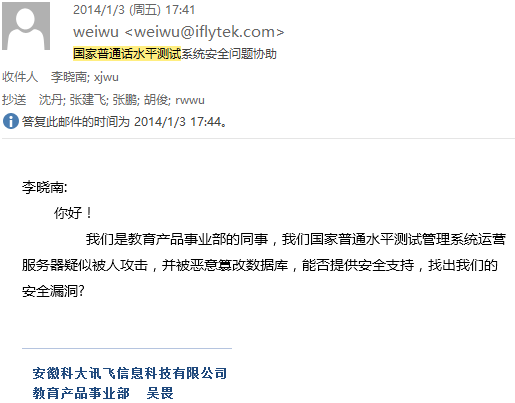 2014/1/3 (周五) 17:41
weiwu <weiwu@iflytek.com>
国家普通话水平测试系统安全问题协助
收件人 李晓南; xjwu
抄送 沈丹; 张建飞; 张鹏; 胡俊; rwwu
答复此邮件的时间为 2014/1/3 17:44。
李晓南:
你好！
我们是教育产品事业部的同事，我们国家普通水平测试管理系统运营
服务器疑似被人攻击，并被恶意篡改数据库，能否提供安全支持，找出我们的
安全漏洞?
安徽科大讯飞信息科技有限公司
教育产品事业部 吴畏